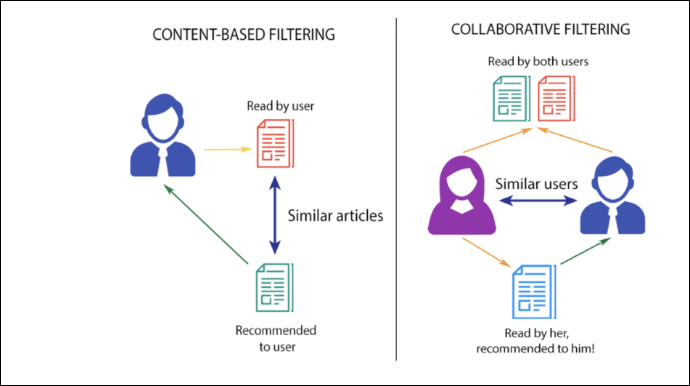 CONTENT-BASED FILTERING
Read by user
Similar articles
Recommended
to user
COLLABORATIVE FILTERING
Read by both users
Similar users
Read by her,
recommended to him!